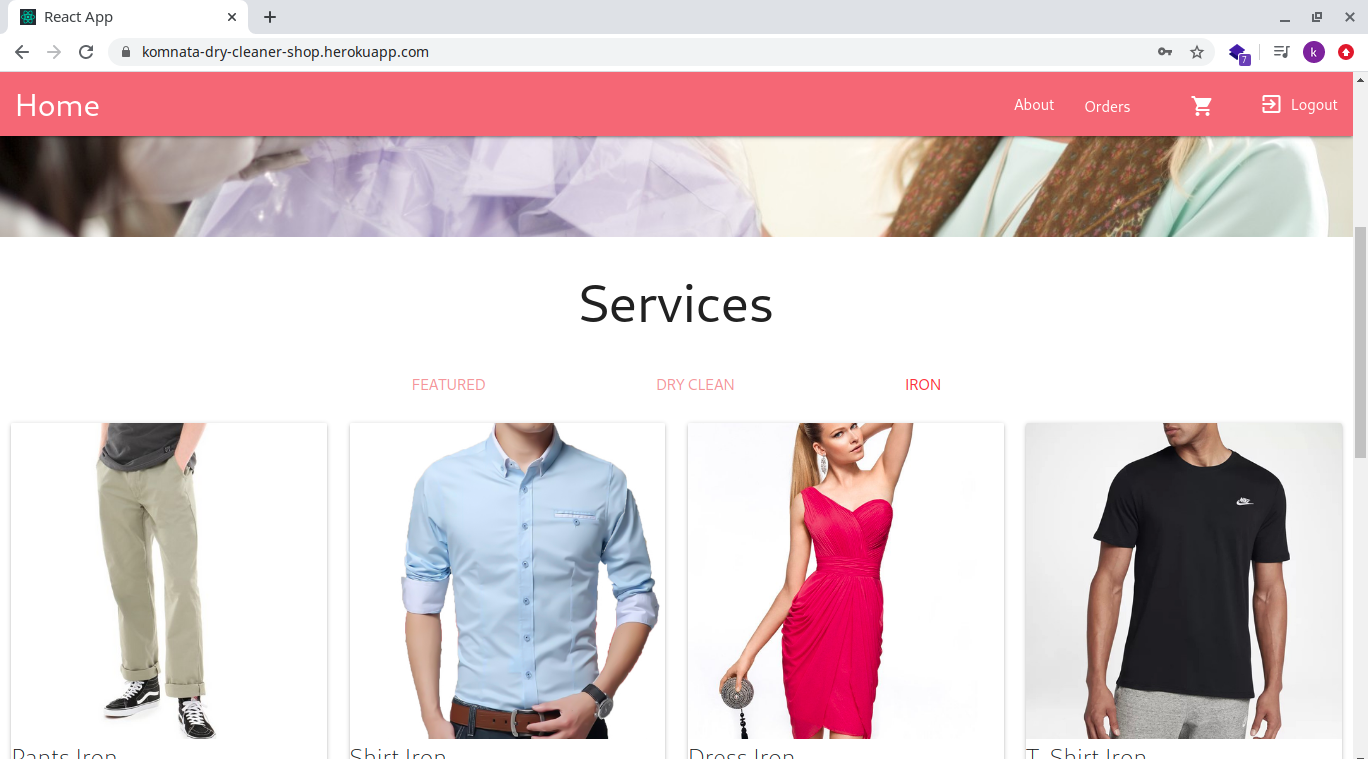 React App
komnata-dry-cleaner-shop.herokuapp.com
7
k
Home
About
Orders
Logout
Services
FEATURED
DRY CLEAN
IRON
Pants Iron
Shirt Iron
Dress Iron
T- Shirt Iron